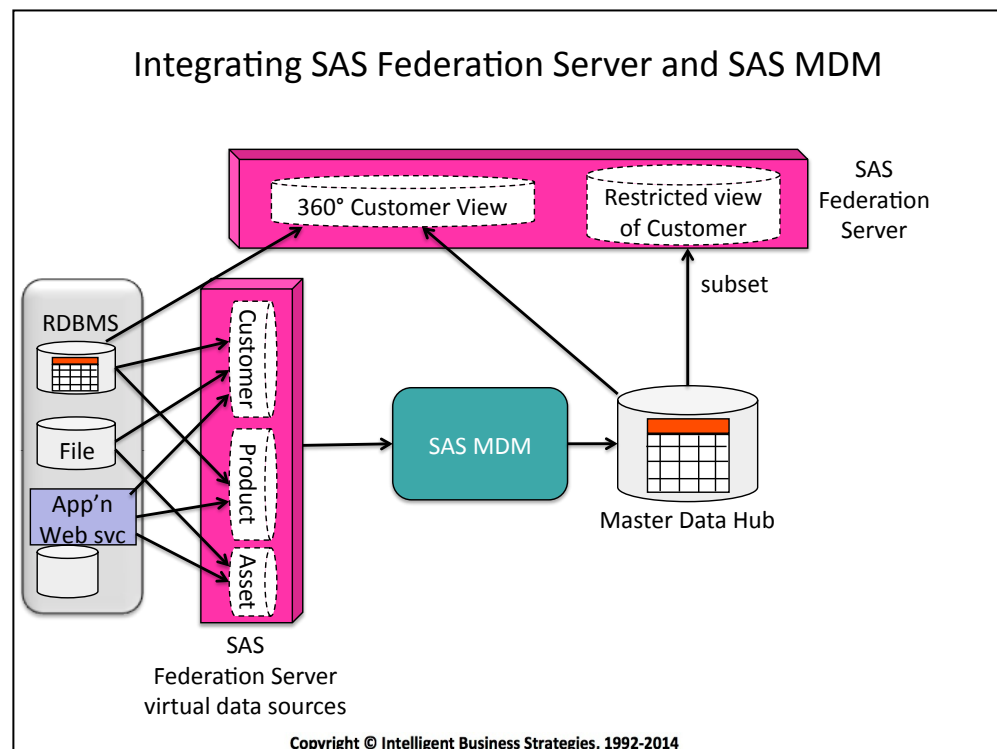 Integrating SAS Federation Server and SAS MDM
360° Customer View
Restricted view
of Customer
SAS
Federation
Server
subset
RDBMS
File
App’n
Web svc
Customer
Product
Asset
SAS MDM
Master Data Hub
SAS
Federation Server
virtual data sources
Copyright © Intelligent Business Strategies, 1992-2014